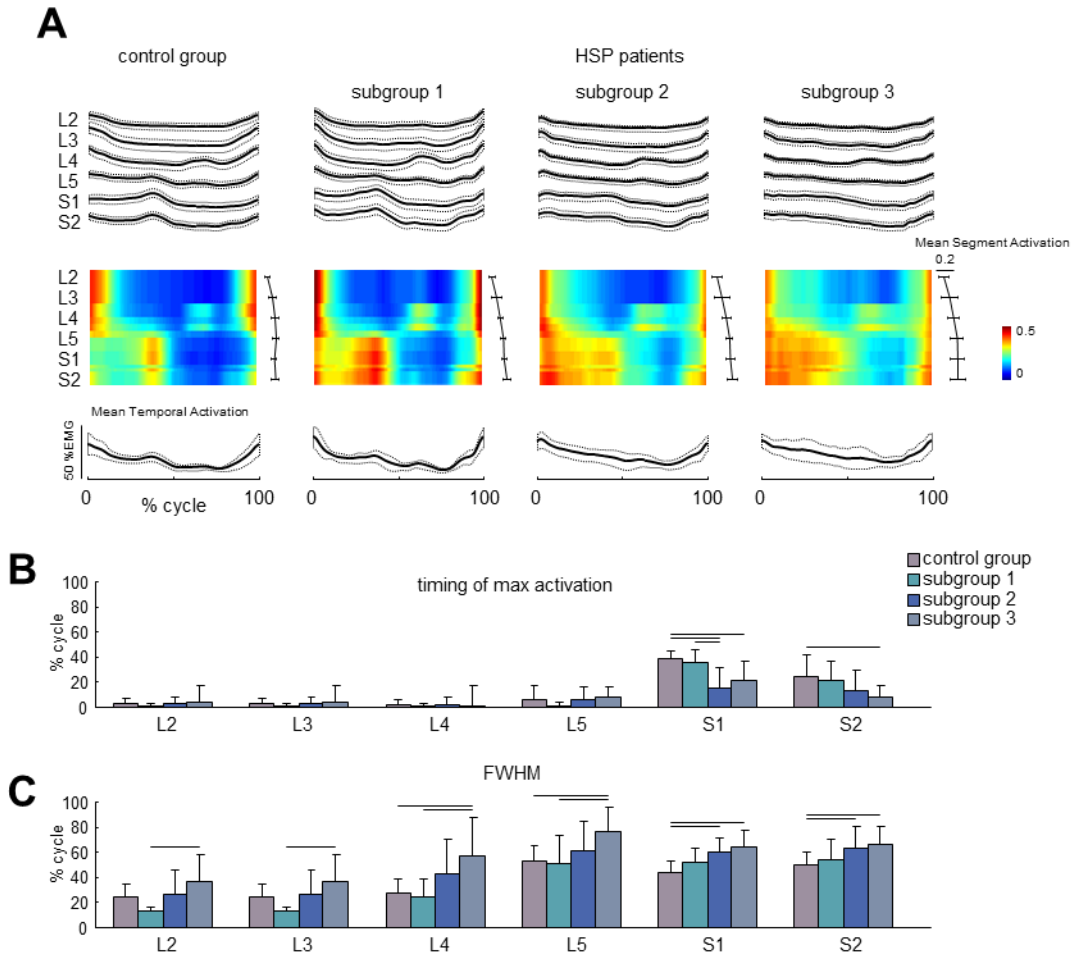 A
control group
HSP patients
subgroup 1
subgroup 2
subgroup 3
L2
L3
L4
L5
S1
S2
Mean Segment Activation
0.2
L2
L3
L4
L5
S1
S2
0.5
0
Mean Temporal Activation
50 %EMG
0 100 0 100 0 100 0 100
% cycle
B
timing of max activation
control group
subgroup 1
subgroup 2
subgroup 3
% cycle
100
80
60
40
20
0
L2 L3 L4 L5 S1 S2
C
FWHM
% cycle
100
80
60
40
20
0
L2 L3 L4 L5 S1 S2